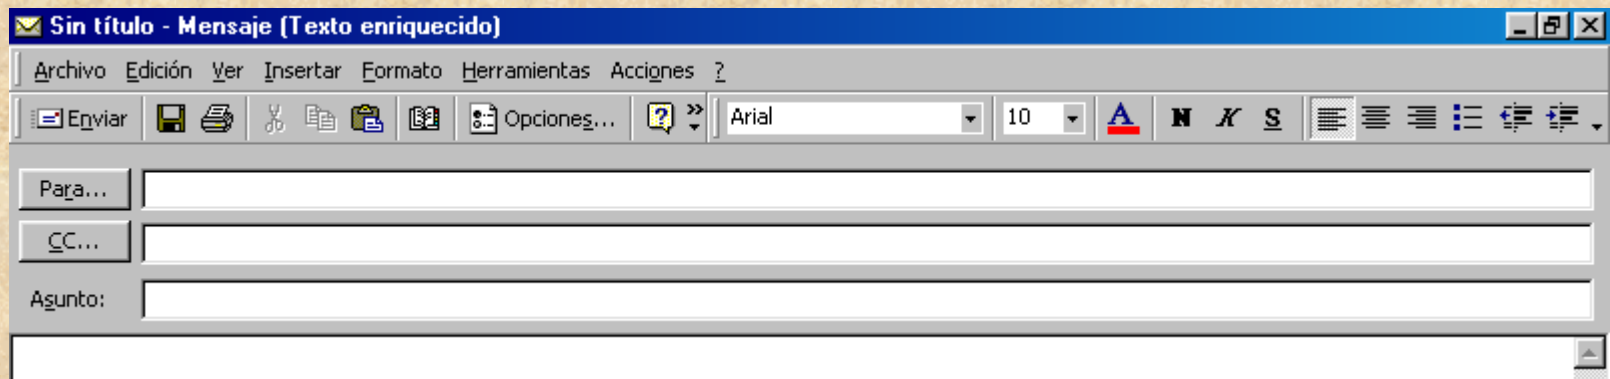 Sin título - Mensaje (Texto enriquecido)
Archivo Edición Ver Insertar Formato Herramientas Acciones ?
Enviar Opciones... Arial 10 A N K S
Para...
CC...
Asunto: